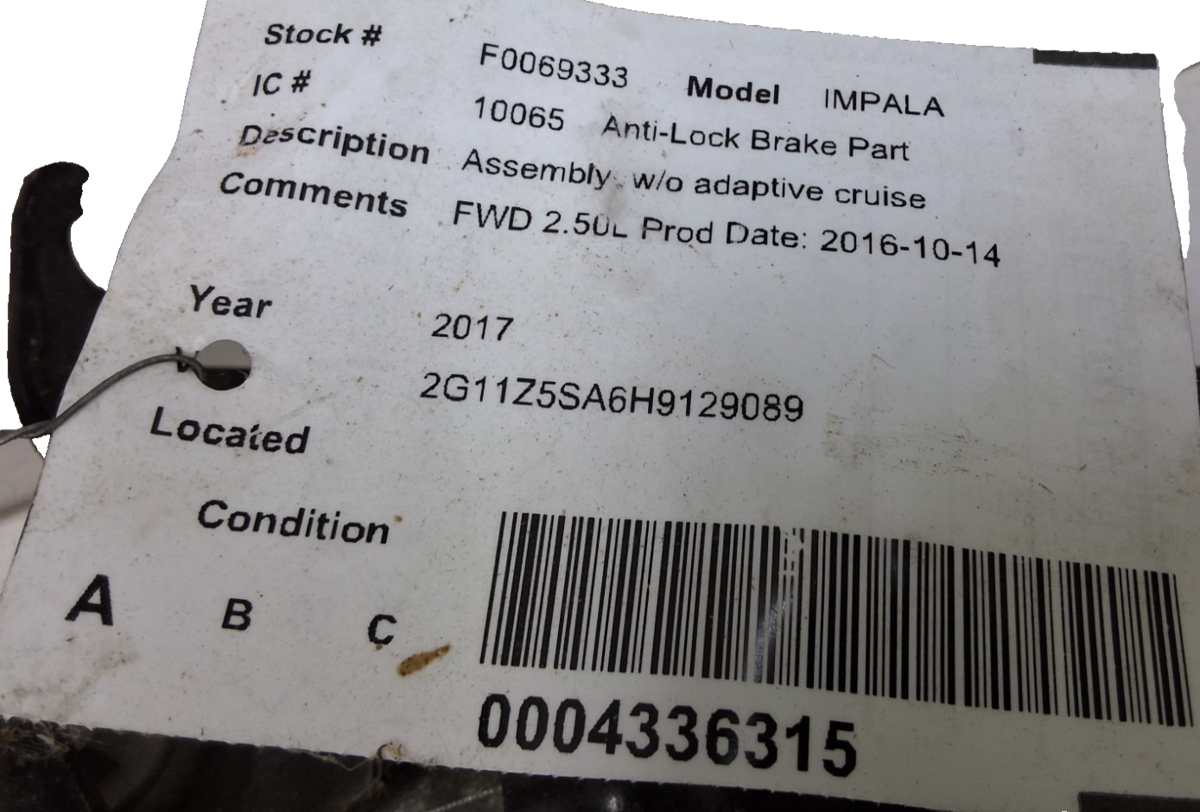 Stock # F0069333 Model IMPALA
IC # 10065 Anti-Lock Brake Part
Description Assembly w/o adaptive cruise
Comments FWD 2.50L Prod Date: 2016-10-14
Year 2017
2G11Z5SA6H9129089
Located
Condition
A B C
0004336315